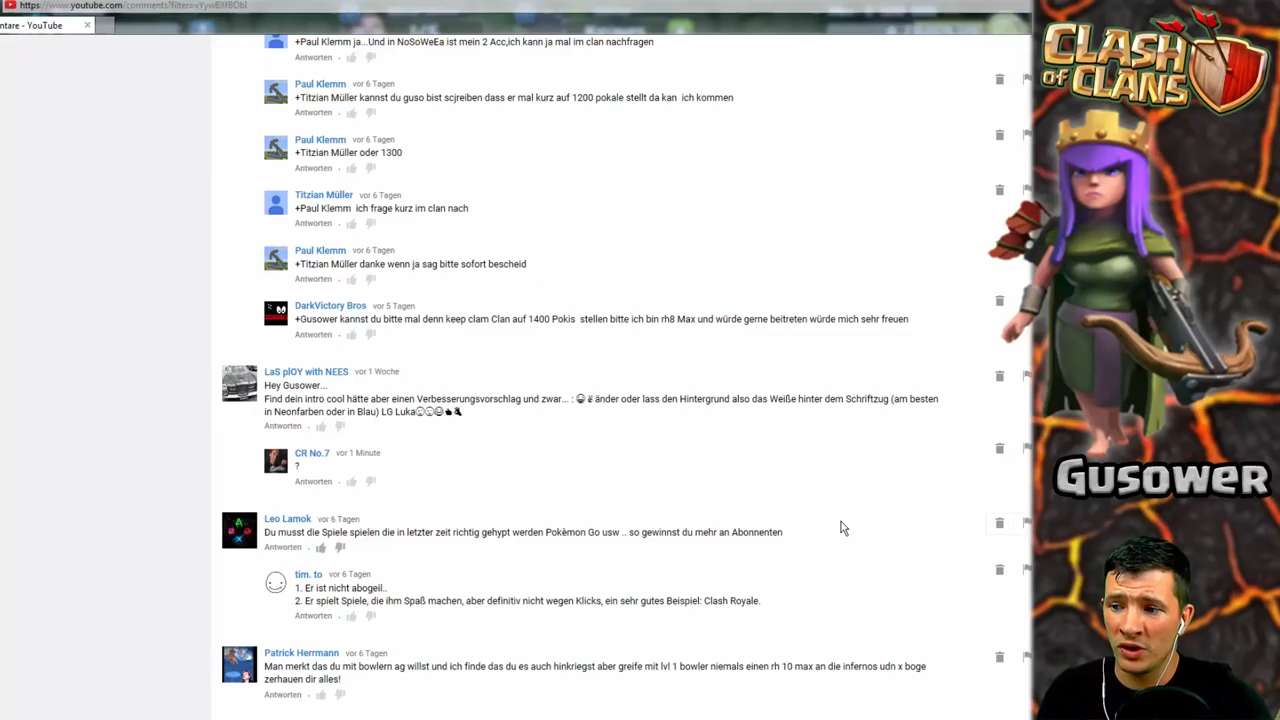 https://www.youtube.com/comments?filter=vYywBXfBObI
ntare - YouTube
+Paul Klemm ja...Und in NoSoWeEa ist mein 2 Acc,ich kann ja mal im clan nachfragen
Antworten
Paul Klemm vor 6 Tagen
+Titzian Müller kannst du guso bist scjreiben dass er mal kurz auf 1200 pokale stellt da kan ich kommen
Antworten
Paul Klemm vor 6 Tagen
+Titzian Müller oder 1300
Antworten
Titzian Müller vor 6 Tagen
+Paul Klemm ich frage kurz im clan nach
Antworten
Paul Klemm vor 6 Tagen
+Titzian Müller danke wenn ja sag bitte sofort bescheid
Antworten
DarkVictory Bros vor 5 Tagen
+Gusower kannst du bitte mal denn keep clam Clan auf 1400 Pokis stellen bitte ich bin rh8 Max und würde gerne beitreten würde mich sehr freuen
Antworten
LaS plOY with NEES vor 1 Woche
Hey Gusower...
Find dein intro cool hätte aber einen Verbesserungsvorschlag und zwar... : 😀✌änder oder lass den Hintergrund also das Weiße hinter dem Schriftzug (am besten
in Neonfarben oder in Blau) LG Luka
Antworten
CR No.7 vor 1 Minute
?
Antworten
Leo Lamok vor 6 Tagen
Du musst die Spiele spielen die in letzter zeit richtig gehypt werden Pokèmon Go usw .. so gewinnst du mehr an Abonnenten
Antworten
tim. to vor 6 Tagen
1. Er ist nicht abogeil..
2. Er spielt Spiele, die ihm Spaß machen, aber definitiv nicht wegen Klicks, ein sehr gutes Beispiel: Clash Royale.
Antworten
Patrick Herrmann vor 6 Tagen
Man merkt das du mit bowlern ag willst und ich finde das du es auch hinkriegst aber greife mit lvl 1 bowler niemals einen rh 10 max an die infernos udn x boge
zerhauen dir alles!
Antworten
CLASH
OF CLANS
GUSOWER